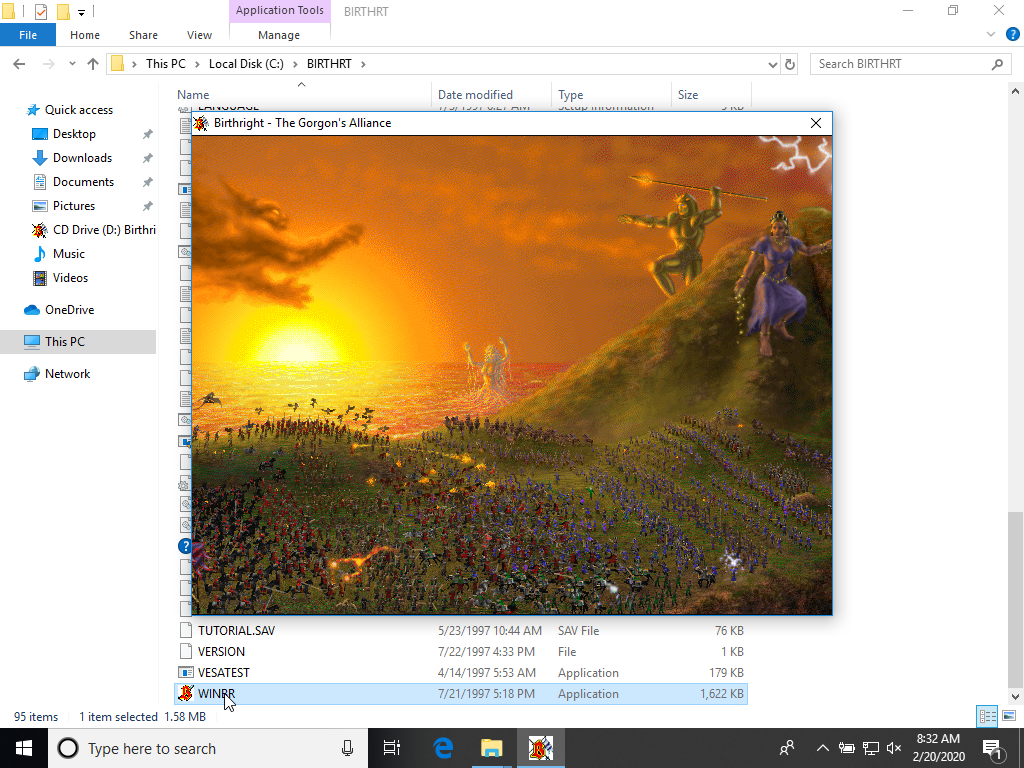 Application Tools
BIRTHRT
File
Home
Share
View
Manage
This PC
Local Disk (C:)
BIRTHRT
Search BIRTHRT
Name
Date modified
Type
Size
Quick access
Desktop
Downloads
Documents
Pictures
CD Drive (D:) Birthri
Music
Videos
OneDrive
This PC
Network
LANGUAGE
Setup Information
Birthright - The Gorgon's Alliance
TUTORIAL.SAV 5/23/1997 10:44 AM SAV File 76 KB
VERSION 7/22/1997 4:33 PM File 1 KB
VESATEST 4/14/1997 5:53 AM Application 179 KB
WINBR 7/21/1997 5:18 PM Application 1,622 KB
95 items 1 item selected 1.58 MB
Type here to search
8:32 AM
2/20/2020
1